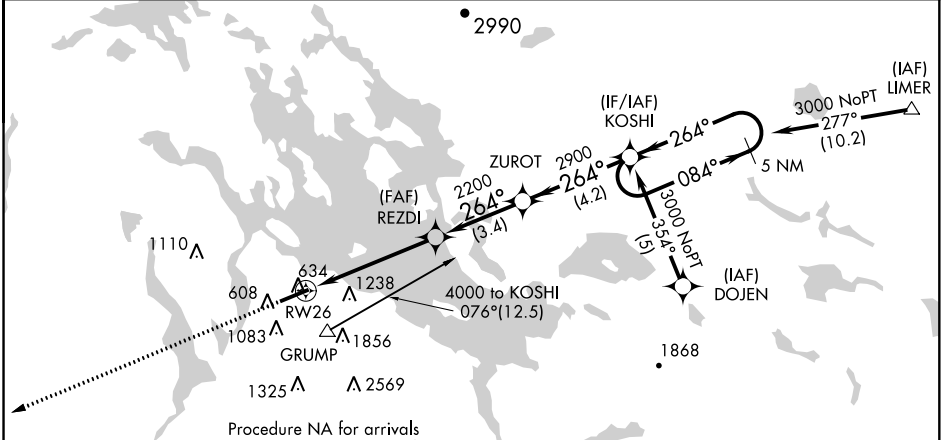 2990
(IAF)
LIMER
3000 NoPT
277°
(10.2)
(IF/IAF)
KOSHI
264°
5 NM
084°
ZUROT
2900
264°
(4.2)
2200
264°
(3.4)
(FAF)
REZDI
3000 NoPT
354°
(5)
(IAF)
DOJEN
1110
634
608
RW26
1238
4000 to KOSHI
076°(12.5)
1083
GRUMP
1856
1868
1325
2569
Procedure NA for arrivals